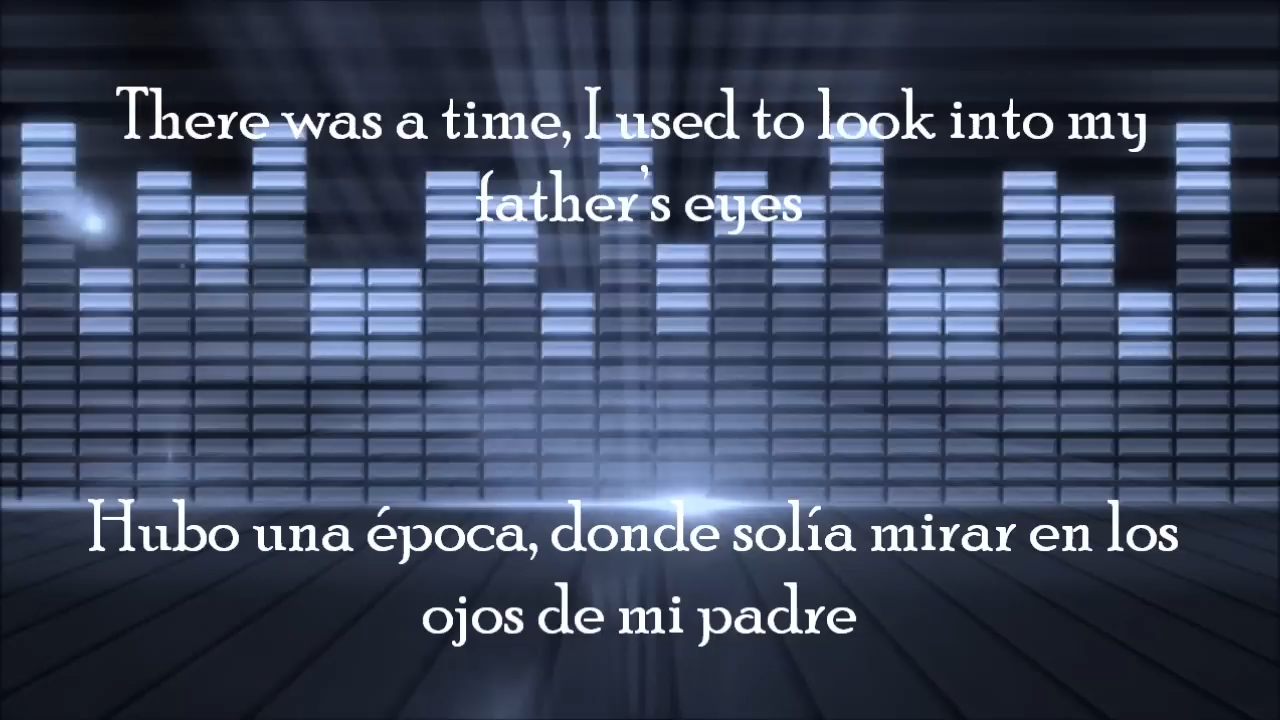 There was a time, I used to look into my
father's eyes
Hubo una época, donde solía mirar en los
ojos de mi padre